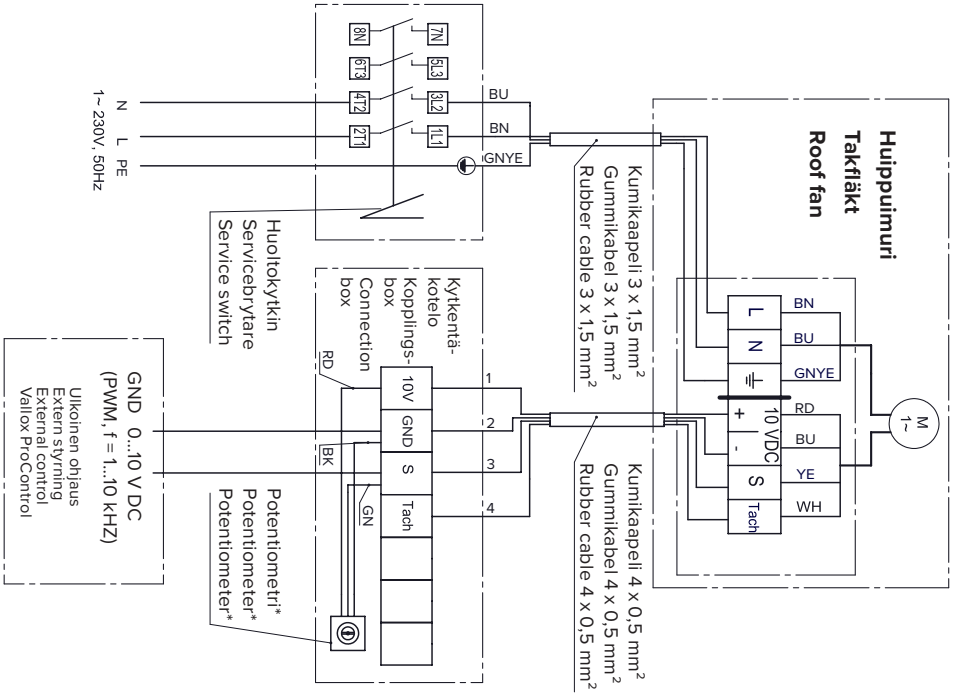 Huippuimuri
Takfläkt
Roof fan
M
1~
BN
BU
GNYE
RD
BU
YE
WH
L
N
10 VDC
+
-
S
Tach
Kumikaapeli 3 x 1,5 mm²
Gummikabel 3 x 1,5 mm²
Rubber cable 3 x 1,5 mm²
Kumikaapeli 4 x 0,5 mm²
Gummikabel 4 x 0,5 mm²
Rubber cable 4 x 0,5 mm²
BU
BN
GNYE
7N
5L3
3L2
1L1
8N
6T3
4T2
2T1
N
L
PE
1~ 230V, 50Hz
Huoltokytkin
Servicebrytare
Service switch
Kytkentä-
kotelo
Kopplings-
box
Connection
box
1
2
3
4
10V
GND
S
Tach
RD
BK
GN
Potentiometri*
Potentiometer*
Potentiometer*
GND 0...10 V DC
(PWM, f = 1...10 kHZ)
Ulkoinen ohjaus
Extern styrning
External control
Vallox ProControl